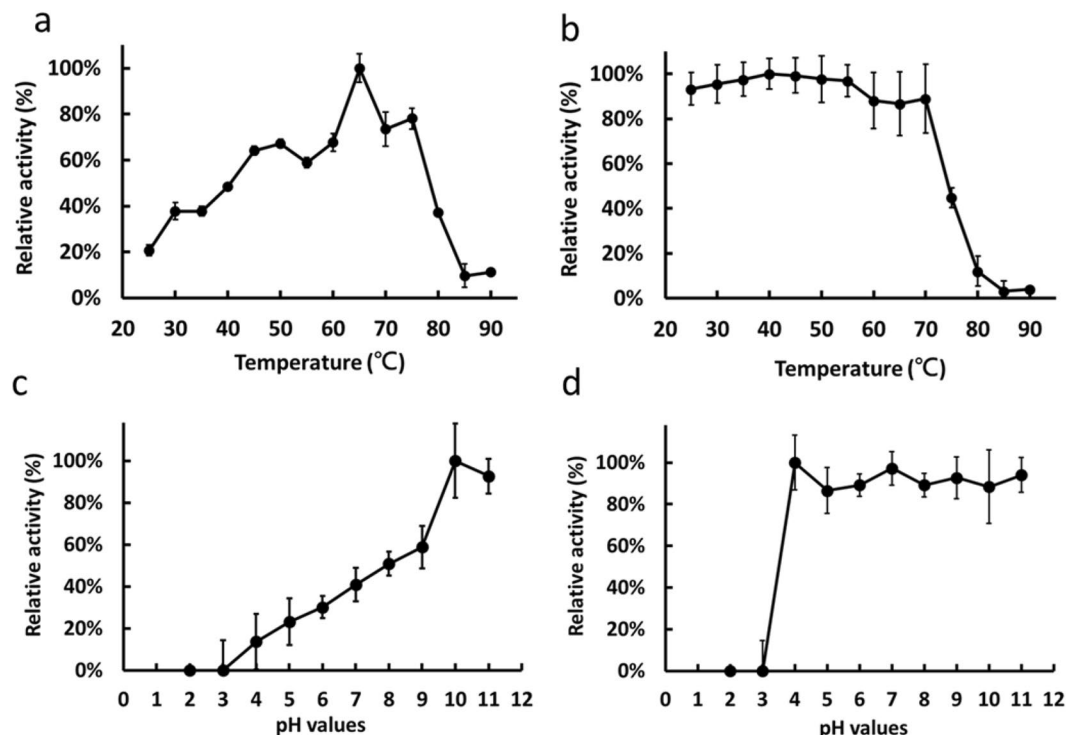 a
Relative activity (%)
100%
80%
60%
40%
20%
0%
20 30 40 50 60 70 80 90
Temperature (℃)
b
Relative activity (%)
100%
80%
60%
40%
20%
0%
20 30 40 50 60 70 80 90
Temperature (℃)
c
Relative activity (%)
100%
80%
60%
40%
20%
0%
0 1 2 3 4 5 6 7 8 9 10 11 12
pH values
d
Relative activity (%)
100%
80%
60%
40%
20%
0%
0 1 2 3 4 5 6 7 8 9 10 11 12
pH values